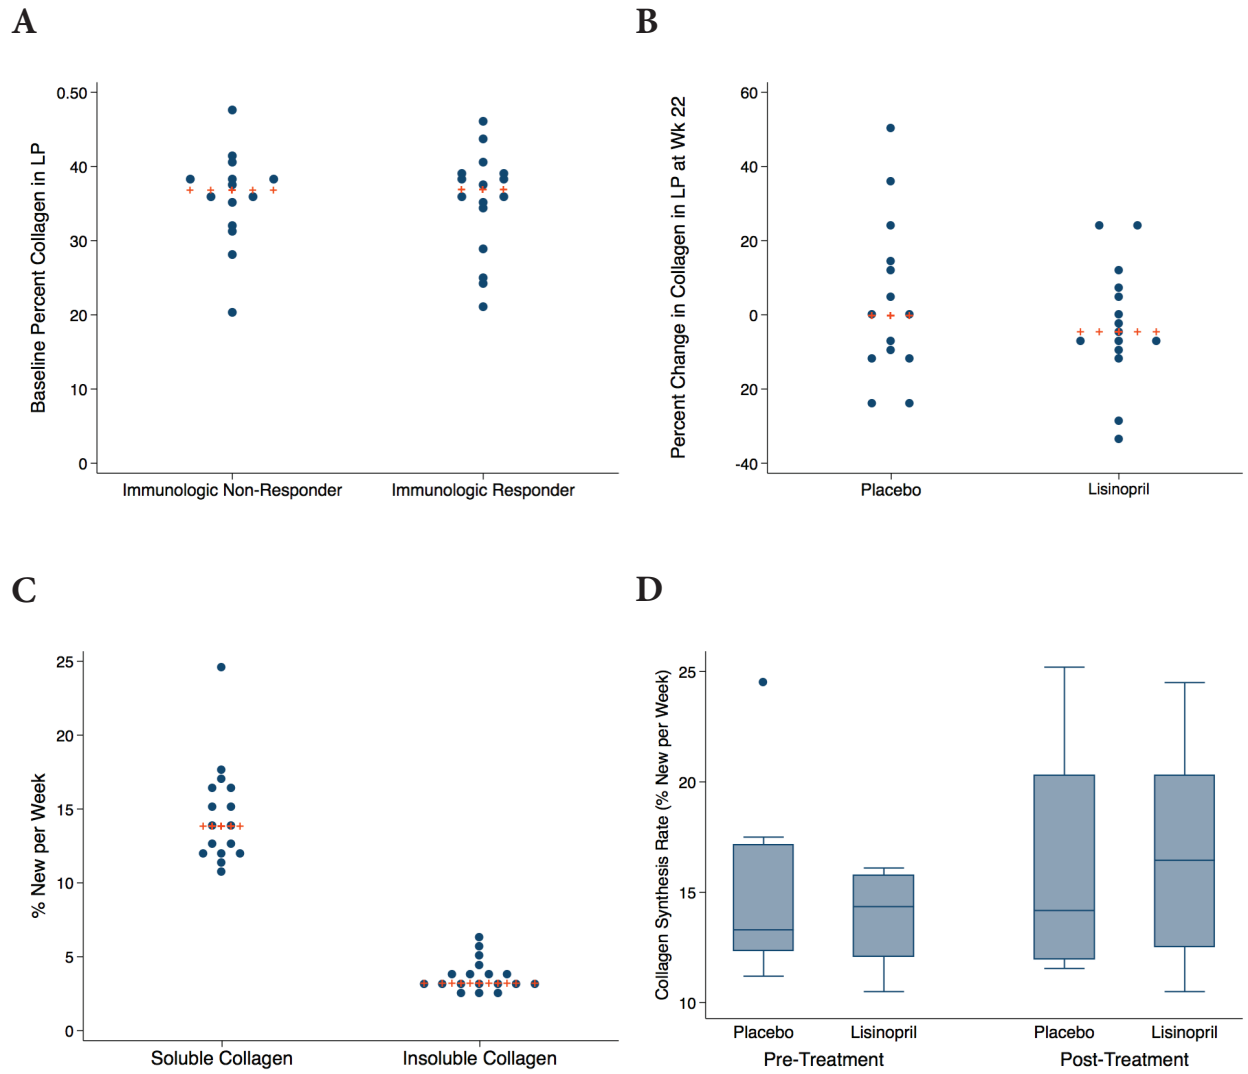 A
Baseline Percent Collagen in LP
0.50
40
30
20
10
0
Immunologic Non-Responder
Immunologic Responder
B
Percent Change in Collagen in LP at Wk 22
60
40
20
0
20
-40
Placebo
Lisinopril
C
% New per Week
25
20
15
10
5
0
Soluble Collagen
Insoluble Collagen
D
Collagen Synthesis Rate (% New per Week)
25
20
15
10
Placebo
Lisinopril
Placebo
Lisinopril
Pre-Treatment
Post-Treatment